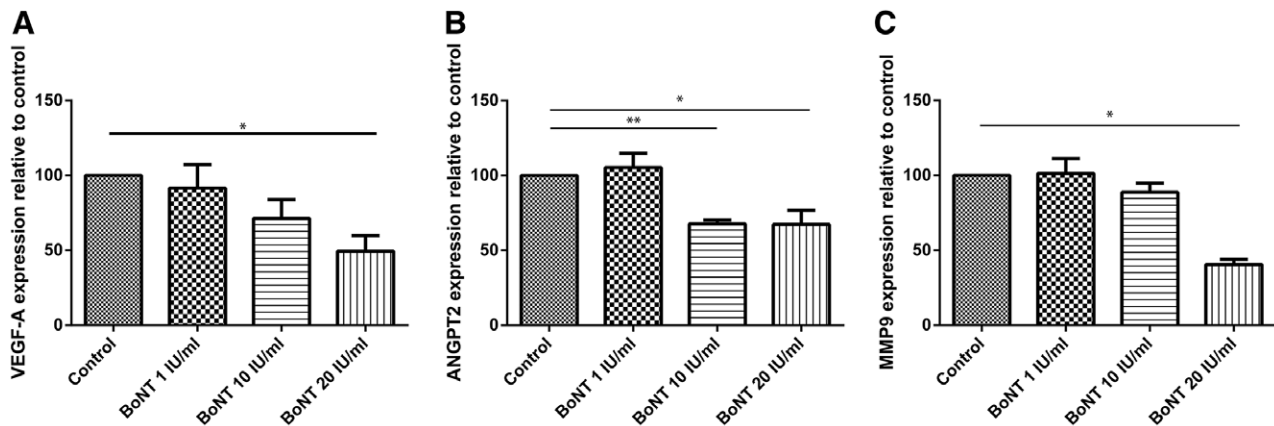 A
VEGF-A expression relative to control
150
100
50
0
*
Control
BoNT 1 IU/ml
BoNT 10 IU/ml
BoNT 20 IU/ml
B
ANGPT2 expression relative to control
150
100
50
0
*
**
Control
BoNT 1 IU/ml
BoNT 10 IU/ml
BoNT 20 IU/ml
C
MMP9 expression relative to control
150
100
50
0
*
Control
BoNT 1 IU/ml
BoNT 10 IU/ml
BoNT 20 IU/ml